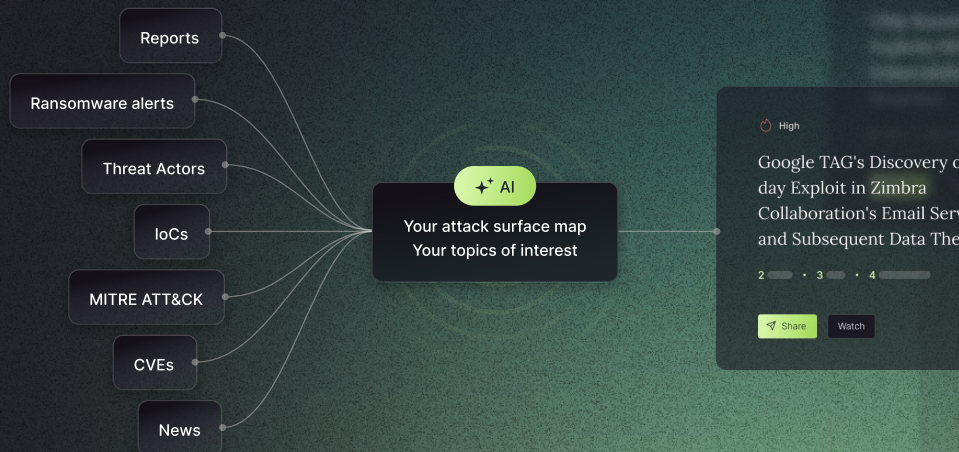 Reports
Ransomware alerts
Threat Actors
IoCs
MITRE ATT&CK
CVEs
News
AI
Your attack surface map
Your topics of interest
High
Google TAG's Discovery
day Exploit in Zimbra
Collaboration's Email
and Subsequent Data
2 • 3 • 4
Share
Watch